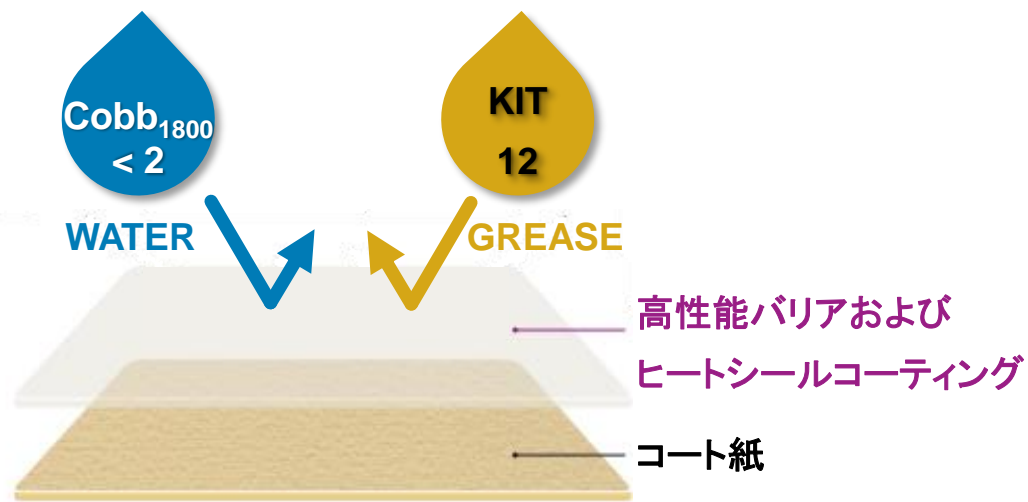 Cobb1800
< 2
KIT
12
WATER
GREASE
高性能バリアおよび
ヒートシールコーティング
コート紙